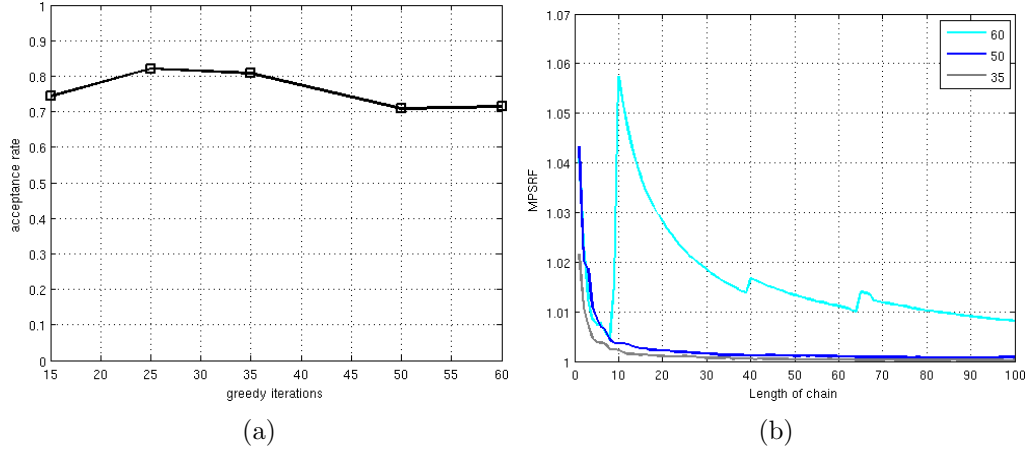 1
0.9
0.8
0.7
0.6
0.5
0.4
0.3
0.2
0.1
0
15 20 25 30 35 40 45 50 55 60
acceptance rate
greedy iterations
(a)
1.07
1.06
1.05
1.04
1.03
1.02
1.01
1
0 10 20 30 40 50 60 70 80 90 100
MPSRF
Length of chain
60
50
35
(b)